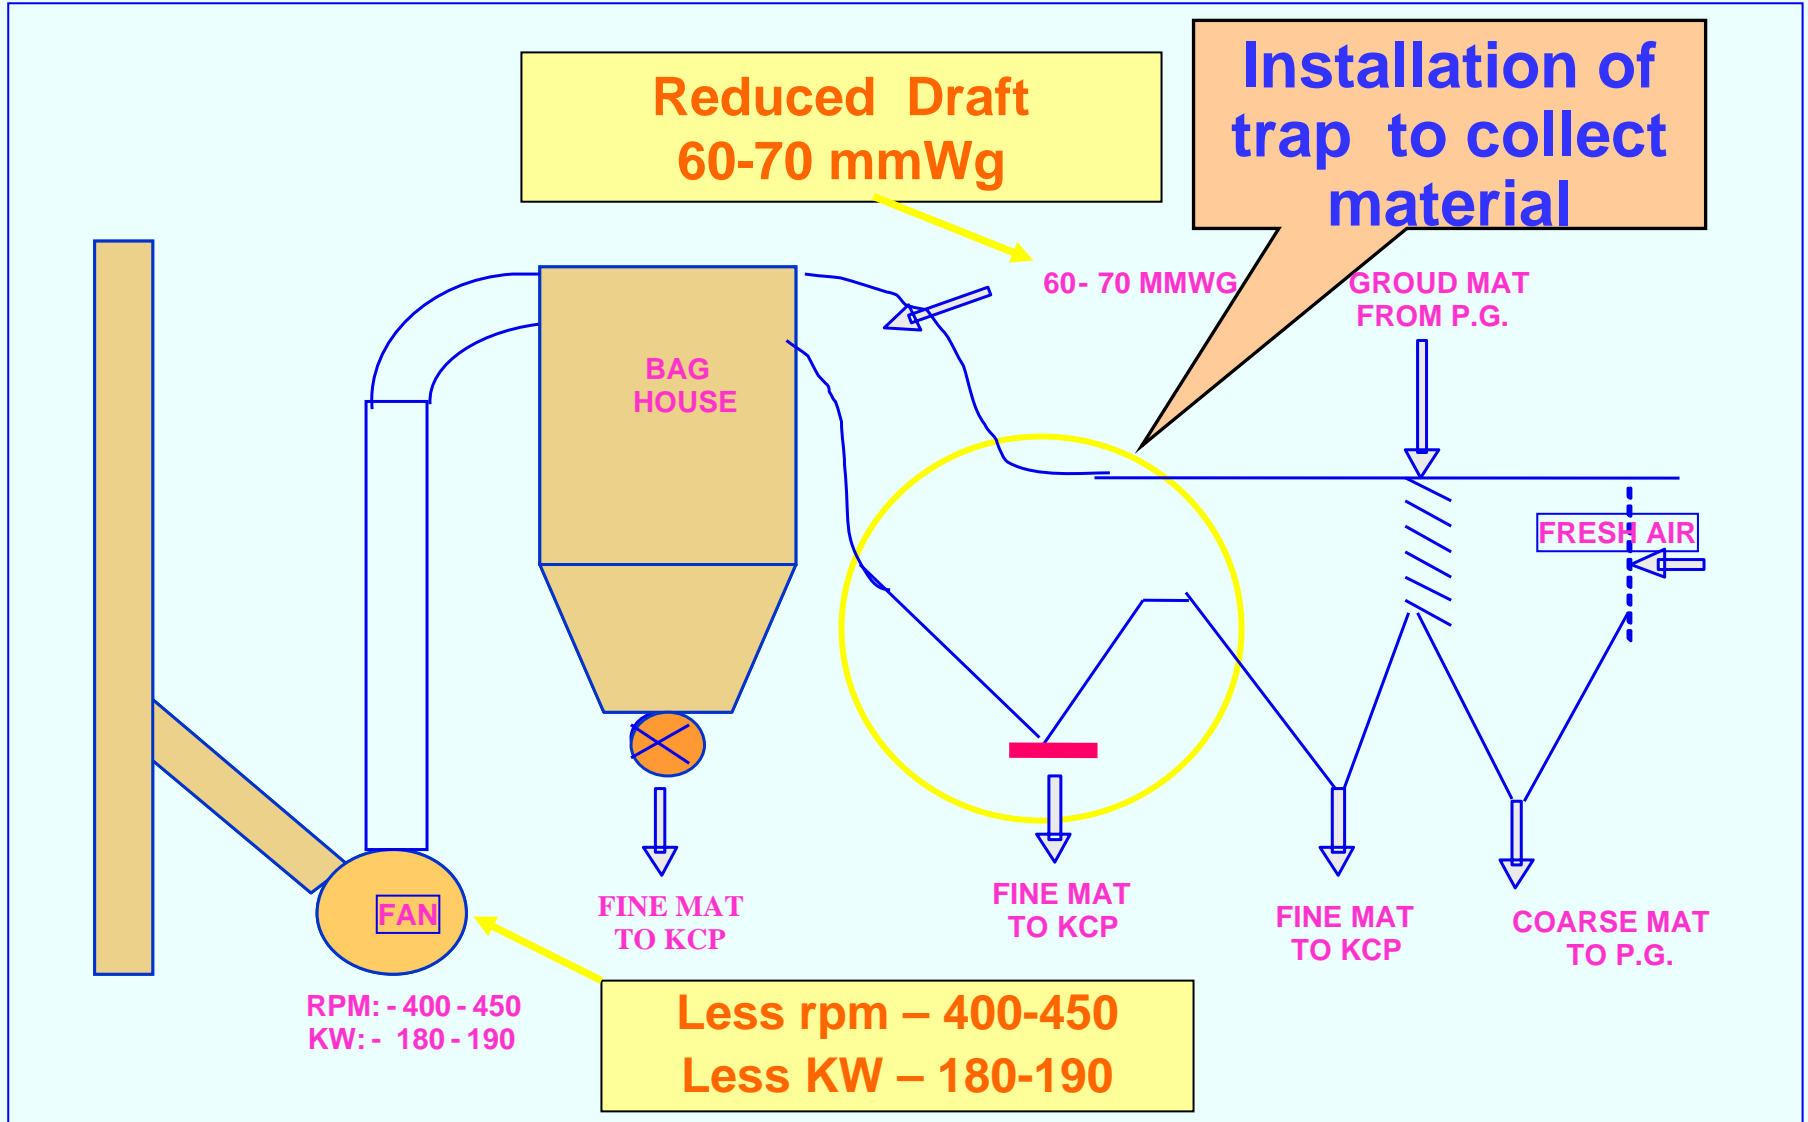 Reduced Draft
60-70 mmWg
Installation of
trap to collect
material
60- 70 MMWG
GROUD MAT
FROM P.G.
BAG
HOUSE
FRESH AIR
FAN
FINE MAT
TO KCP
FINE MAT
TO KCP
FINE MAT
TO KCP
COARSE MAT
TO P.G.
RPM: - 400 - 450
KW: - 180 - 190
Less rpm – 400-450
Less KW – 180-190